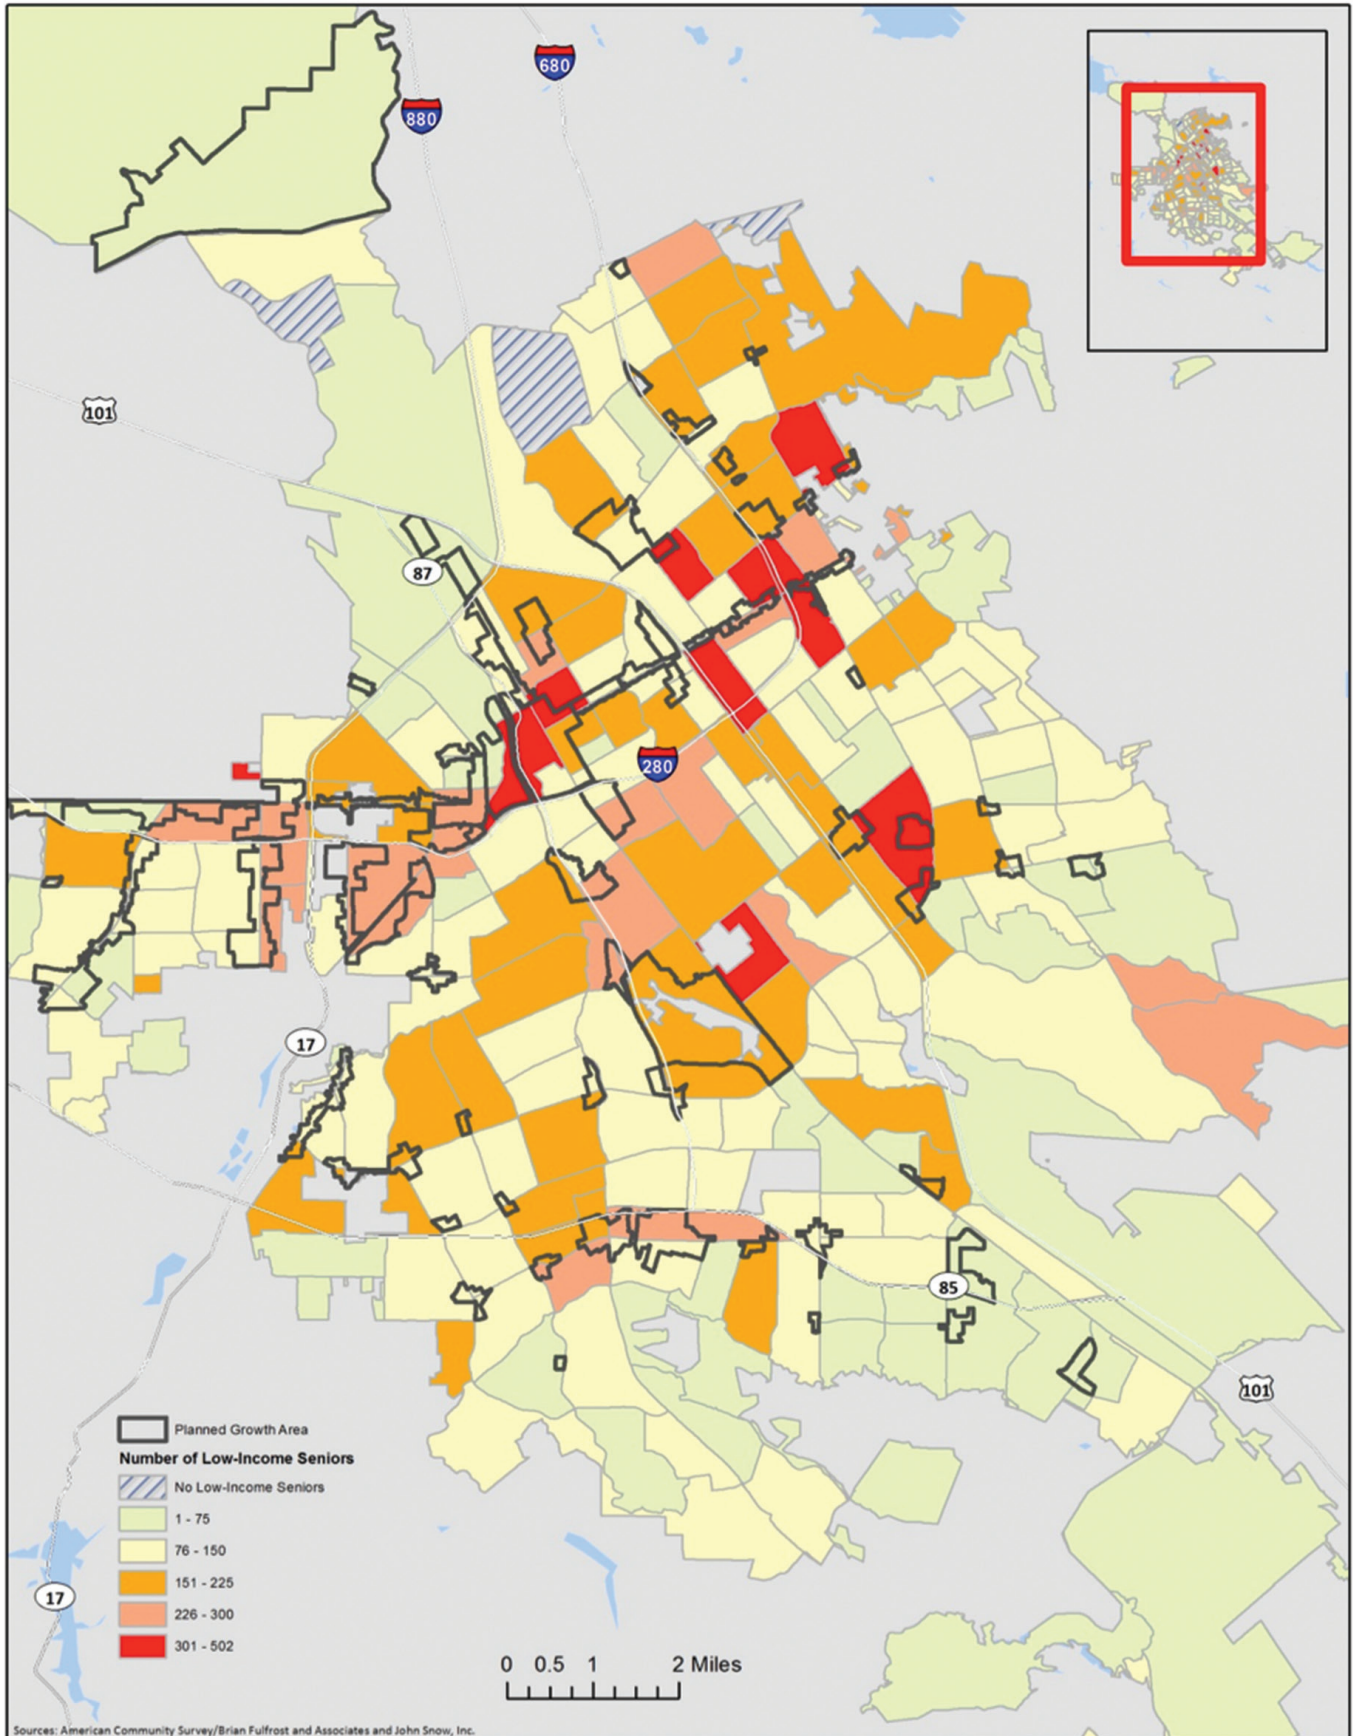 680
880
101
87
280
17
85
101
Planned Growth Area
Number of Low-Income Seniors
No Low-Income Seniors
1 - 75
76 - 150
151 - 225
226 - 300
301 - 502
17
0 0.5 1 2 Miles
Sources: American Community Survey/Brian Fulfrost and Associates and John Snow, Inc.